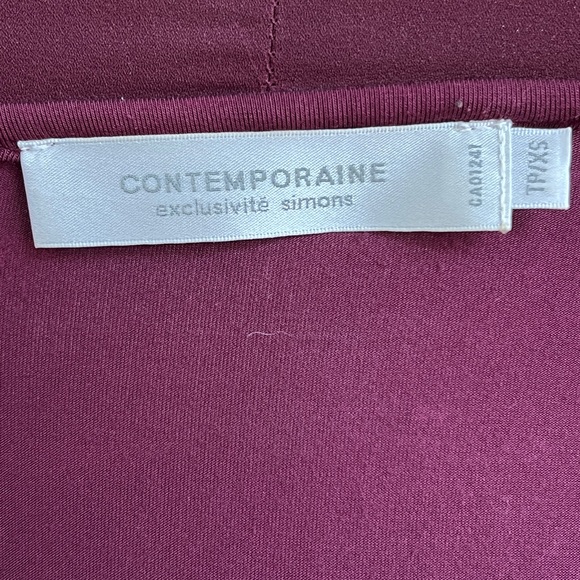 CONTEMPORAINE
exclusivité simons
CA01241
TP/XS